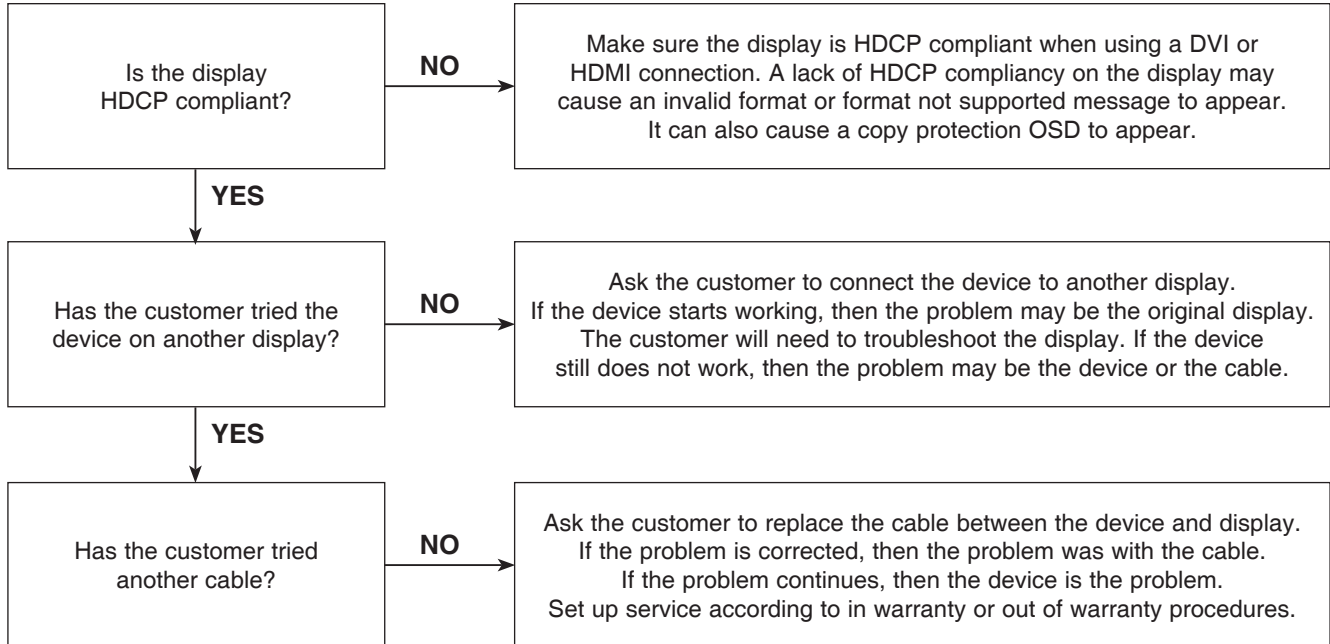 Is the display
HDCP compliant?
NO
Make sure the display is HDCP compliant when using a DVI or
HDMI connection. A lack of HDCP compliancy on the display may
cause an invalid format or format not supported message to appear.
It can also cause a copy protection OSD to appear.
YES
Has the customer tried the
device on another display?
NO
Ask the customer to connect the device to another display.
If the device starts working, then the problem may be the original display.
The customer will need to troubleshoot the display. If the device
still does not work, then the problem may be the device or the cable.
YES
Has the customer tried
another cable?
NO
Ask the customer to replace the cable between the device and display.
If the problem is corrected, then the problem was with the cable.
If the problem continues, then the device is the problem.
Set up service according to in warranty or out of warranty procedures.